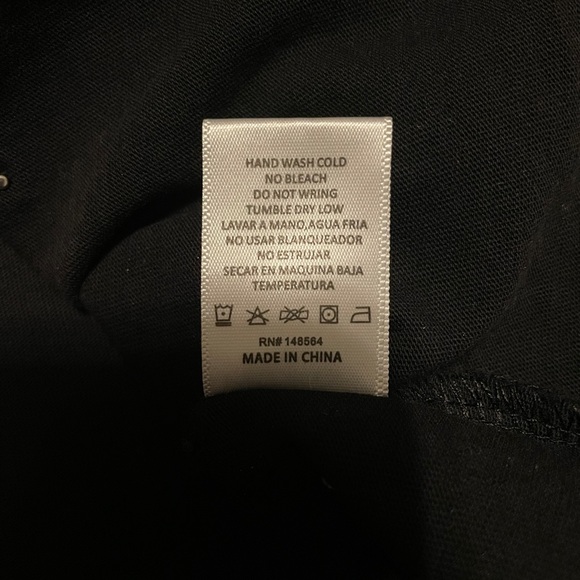 HAND WASH COLD
NO BLEACH
DO NOT WRING
TUMBLE DRY LOW
LAVAR A MANO,AGUA FRIA
NO USAR BLANQUEADOR
NO ESTRUJAR
SECAR EN MAQUINA BAJA
TEMPERATURA
RN# 148564
MADE IN CHINA